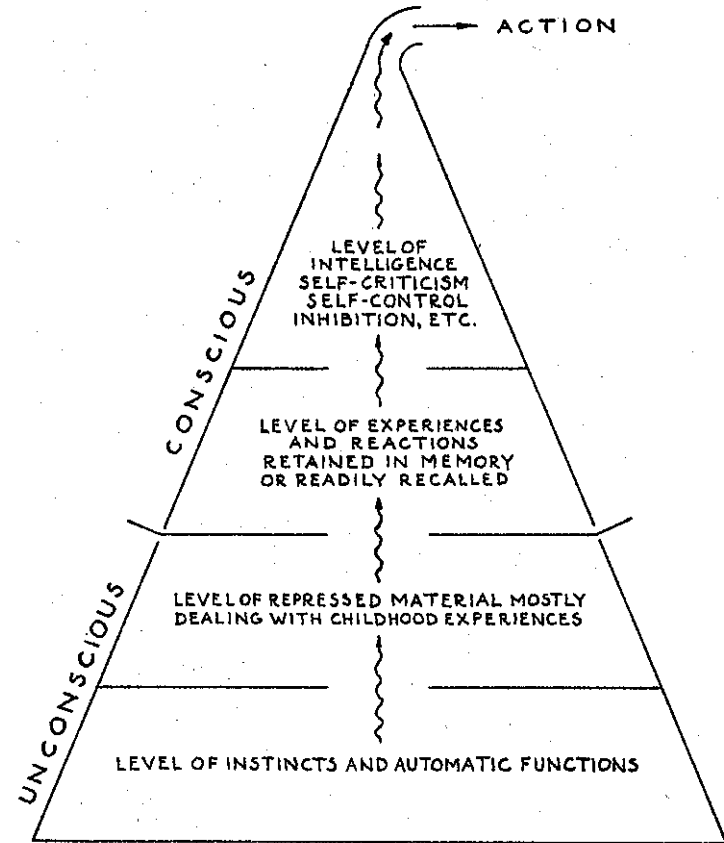 ACTION
LEVEL OF
INTELLIGENCE
SELF-CRITICISM
SELF-CONTROL
INHIBITION, ETC.
CONSCIOUS
LEVEL OF EXPERIENCES
AND REACTIONS
RETAINED IN MEMORY
OR READILY RECALLED
UNCONSCIOUS
LEVEL OF REPRESSED MATERIAL MOSTLY
DEALING WITH CHILDHOOD EXPERIENCES
LEVEL OF INSTINCTS AND AUTOMATIC FUNCTIONS